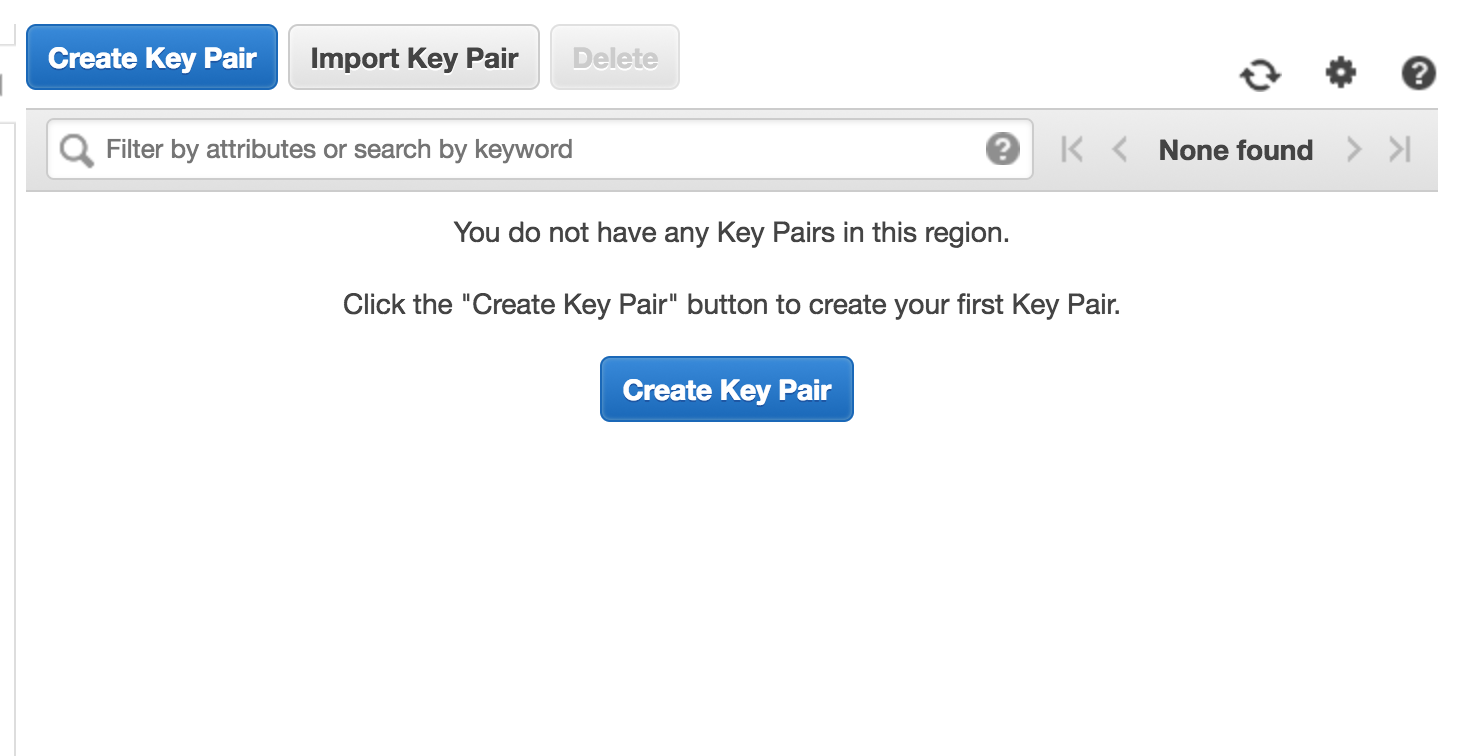 Create Key Pair Import Key Pair Delete
Filter by attributes or search by keyword None found
You do not have any Key Pairs in this region.
Click the "Create Key Pair" button to create your first Key Pair.
Create Key Pair